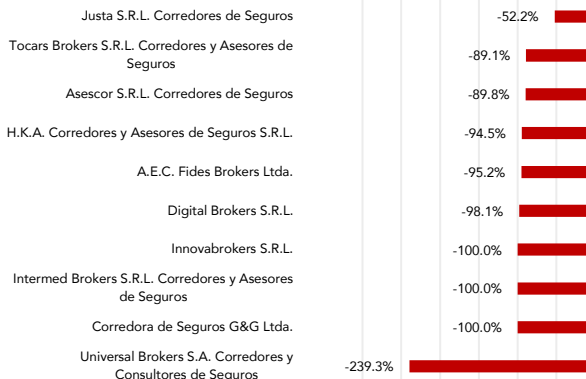 Justa S.R.L. Corredores de Seguros
-52.2%
Tocars Brokers S.R.L. Corredores y Asesores de
Seguros
-89.1%
Asescor S.R.L. Corredores de Seguros
-89.8%
H.K.A. Corredores y Asesores de Seguros S.R.L.
-94.5%
A.E.C. Fides Brokers Ltda.
-95.2%
Digital Brokers S.R.L.
-98.1%
Innovabrokers S.R.L.
-100.0%
Intermed Brokers S.R.L. Corredores y Asesores
de Seguros
-100.0%
Corredora de Seguros G&G Ltda.
-100.0%
Universal Brokers S.A. Corredores y
Consultores de Seguros
-239.3%